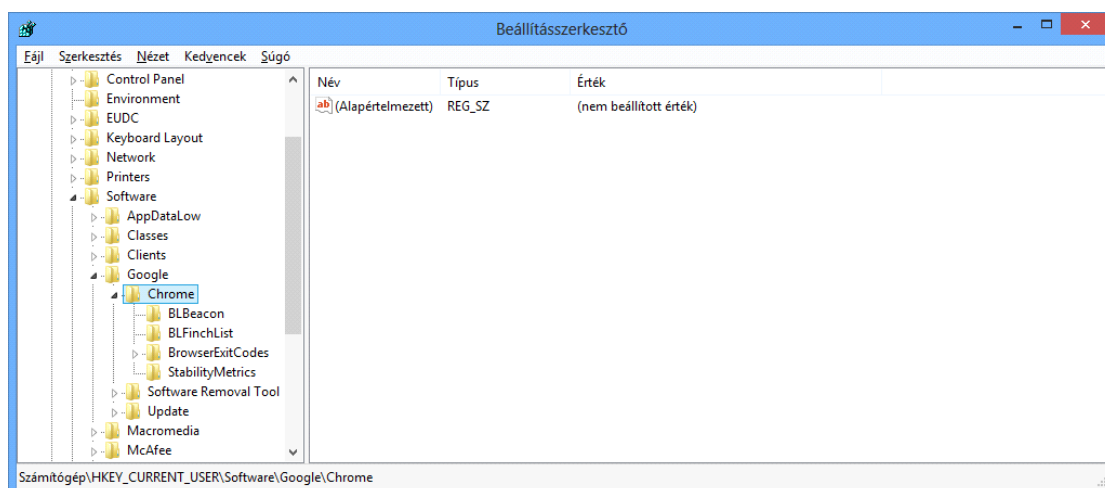 Beállításszerkesztő
Fájl Szerkesztés Nézet Kedvencek Súgó
Control Panel
Environment
EUDC
Keyboard Layout
Network
Printers
Software
AppDataLow
Classes
Clients
Google
Chrome
BLBeacon
BLFinchList
BrowserExitCodes
StabilityMetrics
Software Removal Tool
Update
Macromedia
McAfee
Név Típus Érték
ab (Alapértelmezett) REG_SZ (nem beállított érték)
Számítógép\HKEY_CURRENT_USER\Software\Google\Chrome